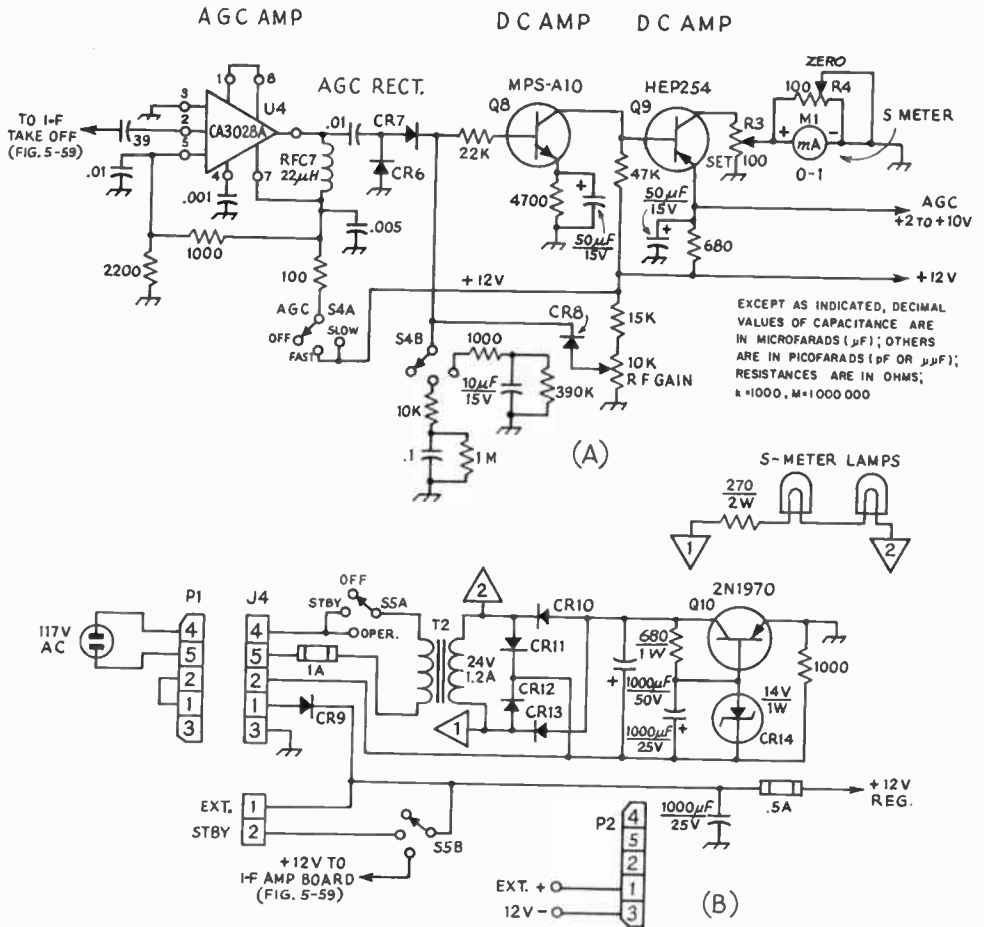 AGC AMP
DC AMP
DC AMP
AGC RECT.
MPS-A10
HEP254
ZERO
100
R4
M1
+
-
mA
0-1
S METER
1
8
U4
3
2
5
CA3028A
4
7
TO I-F
TAKE OFF
(FIG. 5-59)
39
.01
.001
RFC7
22µH
.01
CR7
CR6
.005
2200
1000
100
22K
Q8
4700
+
50µF
15V
Q9
47K
R3
SET
100
50µF
15V
+
680
AGC
+2 TO +10V
+12V
+12V
AGC
S4A
OFF
SLOW
FAST
S4B
1000
10µF
15V
390K
10K
.1
1M
CR8
15K
10K
RF GAIN
(A)
EXCEPT AS INDICATED, DECIMAL
VALUES OF CAPACITANCE ARE
IN MICROFARADS (µF); OTHERS
ARE IN PICOFARADS (pF OR µµF);
RESISTANCES ARE IN OHMS;
k=1000, M=1000 000
S-METER LAMPS
270
2W
1
2
P1
J4
117V
AC
4
5
2
1
3
4
5
2
1
3
OFF
STBY
S5A
OPER.
1A
CR9
T2
24V
1.2A
2
1
CR10
CR11
CR12
CR13
2N1970
Q10
680
1W
1000µF
50V
+
1000µF
25V
+
14V
1W
CR14
1000
EXT.
1
STBY
2
S5B
+12V TO
I-F AMP BOARD
(FIG. 5-59)
1000µF
25V
.5A
+12V
REG.
P2
4
5
2
1
3
EXT. +
12V -
(B)